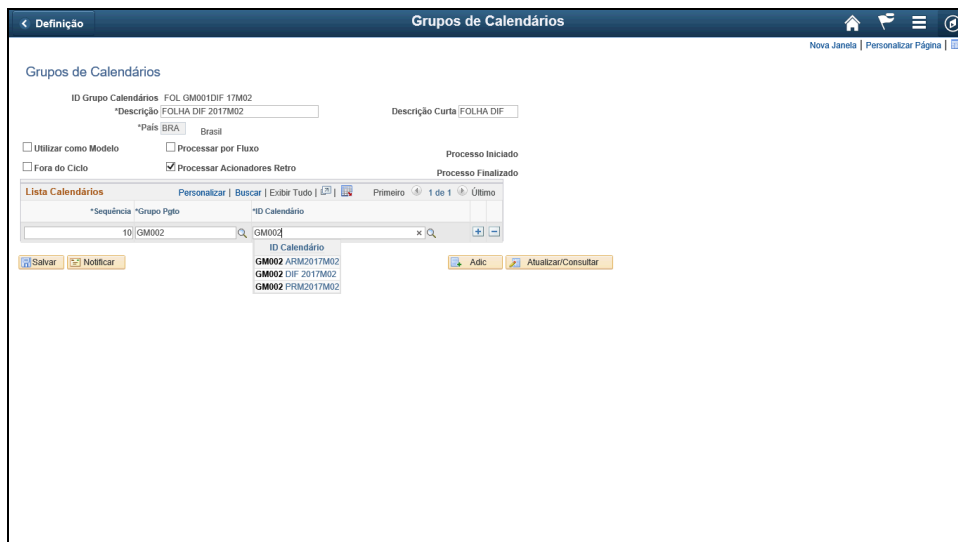 Definição
Grupos de Calendários
Nova Janela | Personalizar Página |
Grupos de Calendários
ID Grupo Calendários FOL GM001DIF 17M02
*Descrição FOLHA DIF 2017M02 Descrição Curta FOLHA DIF
*País BRA Brasil
Utilizar como Modelo Processar por Fluxo Processo Iniciado
Fora do Ciclo Processar Acionadores Retro Processo Finalizado
Lista Calendários Personalizar | Buscar | Exibir Tudo | | Primeiro 1 de 1 Último
*Sequência *Grupo Pgto *ID Calendário
10 GM002 GM002 ×
ID Calendário
GM002 ARM2017M02
GM002 DIF 2017M02
GM002 PRM2017M02
Salvar Notificar Adic Atualizar/Consultar